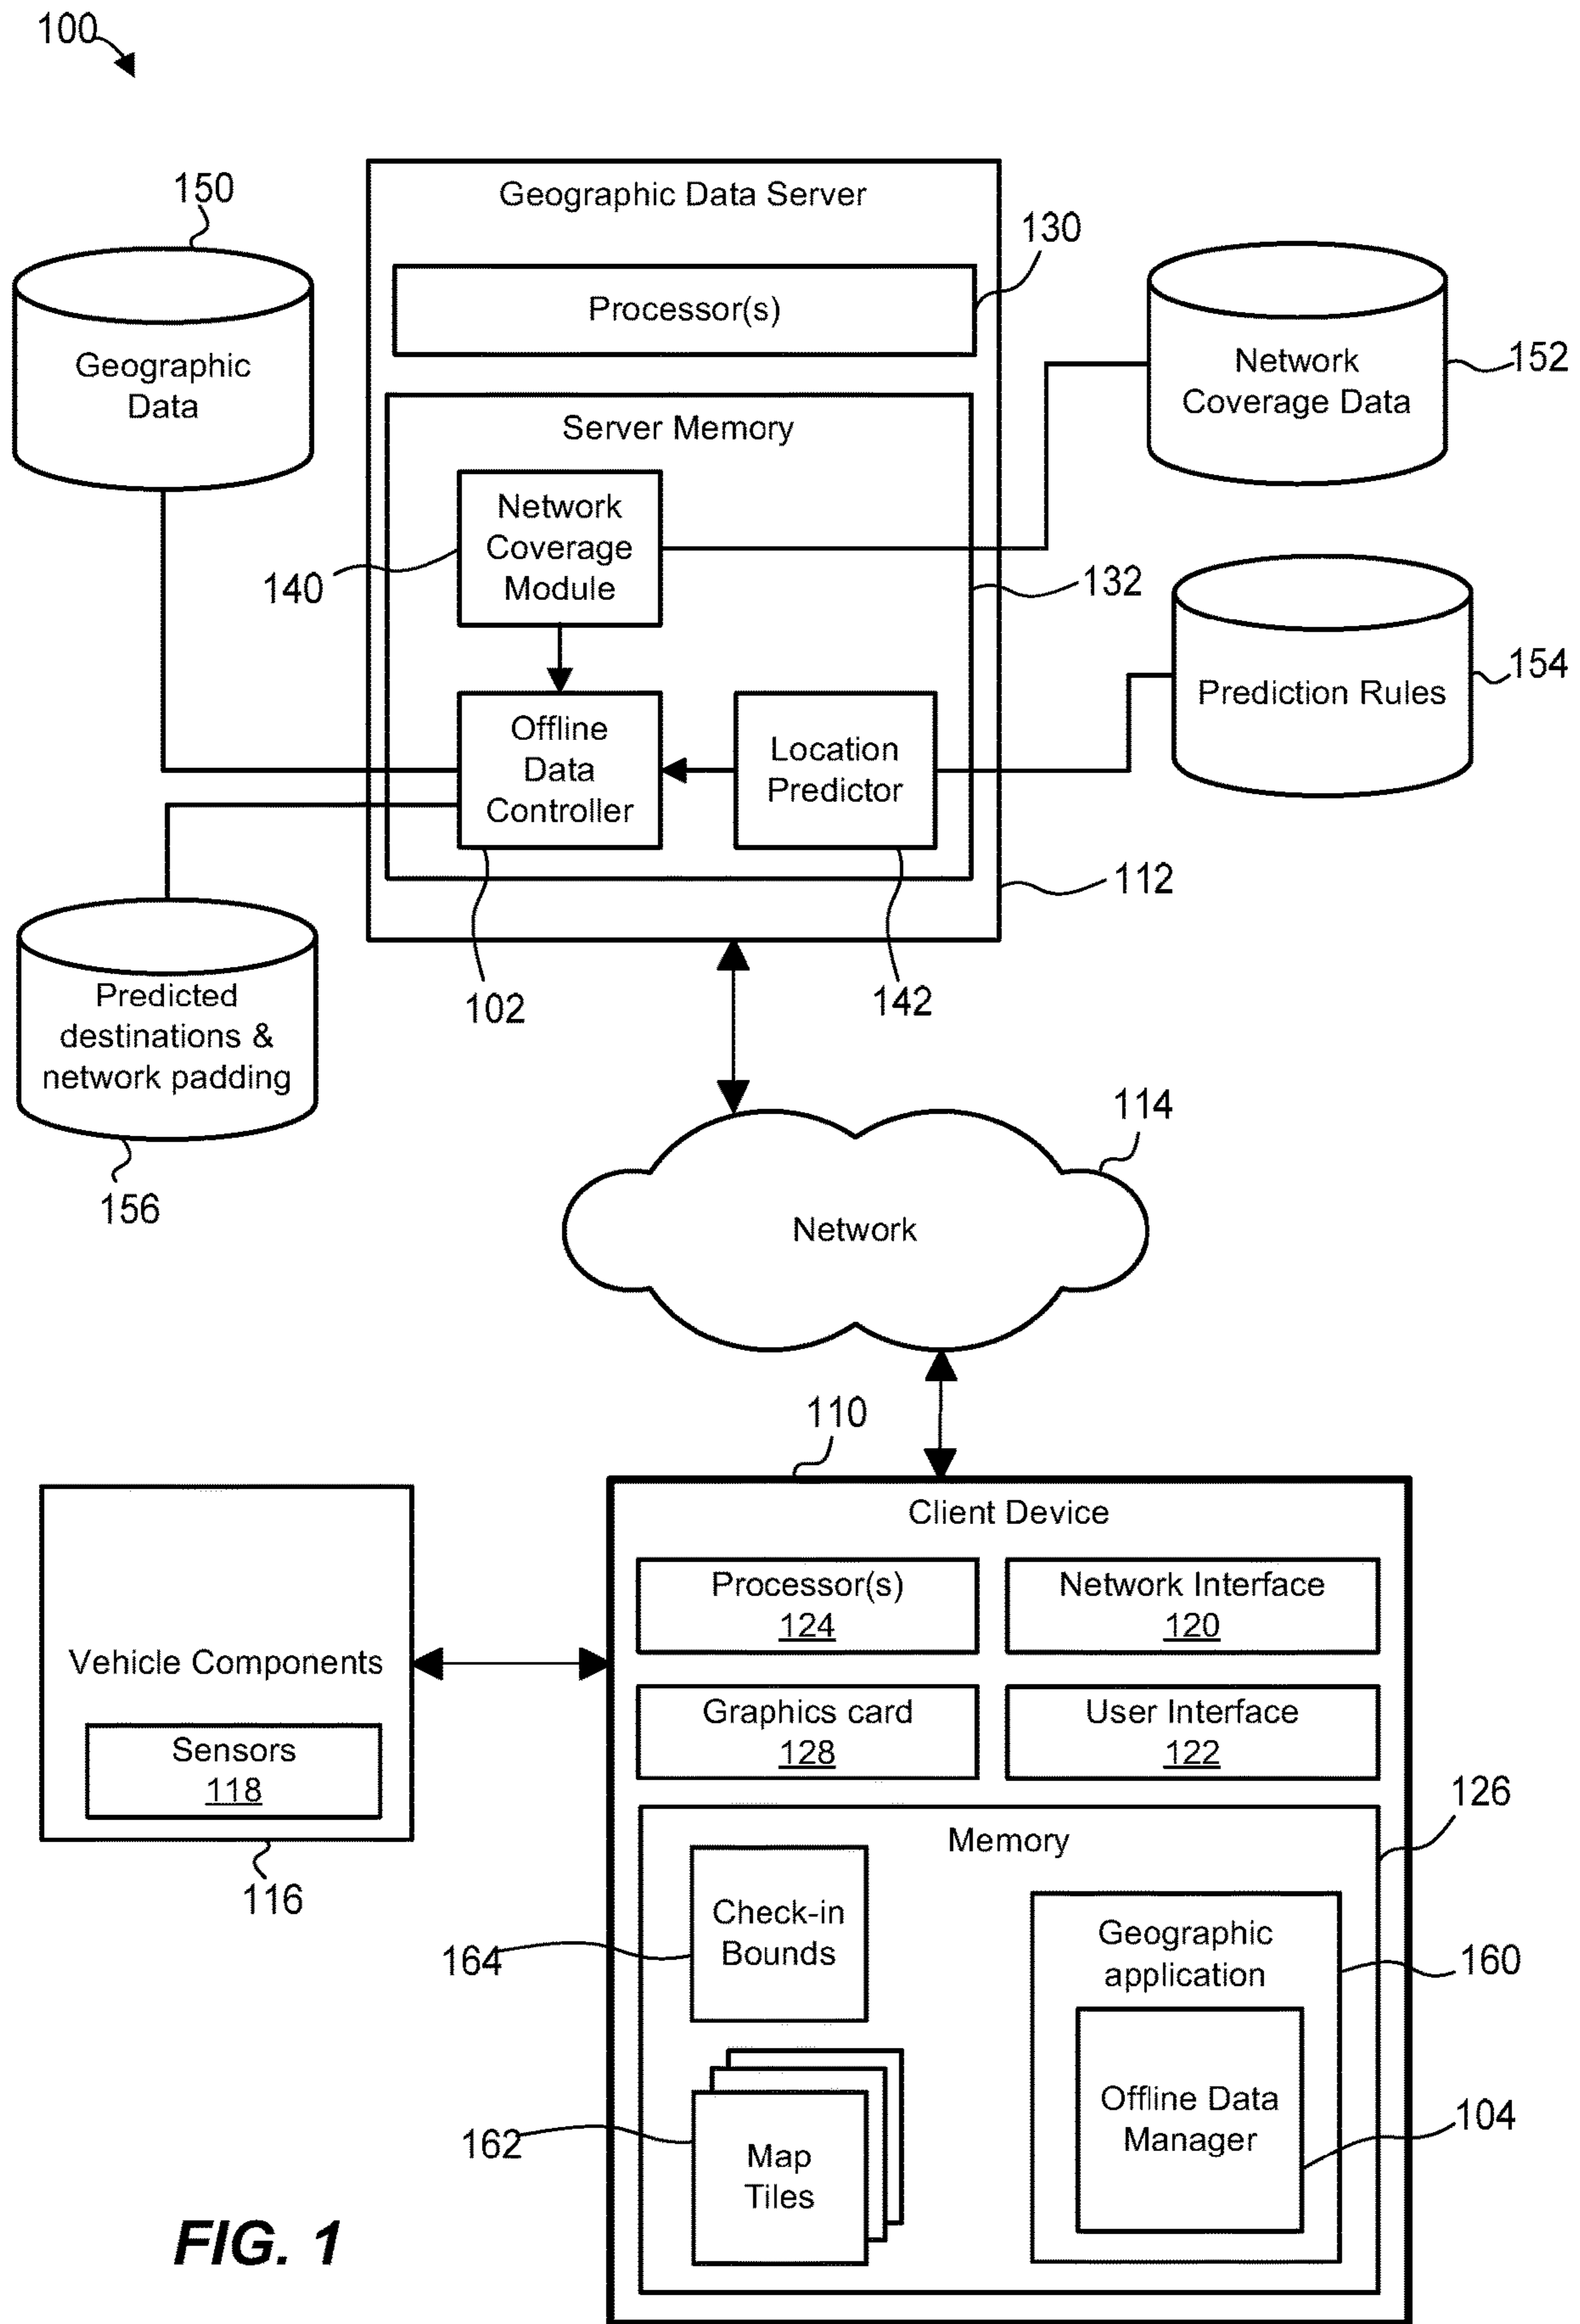 100
150
Geographic
Data
Geographic Data Server
Processor(s)
130
Server Memory
Network
Coverage
Module
140
132
Network
Coverage Data
152
Prediction Rules
154
Offline
Data
Controller
Location
Predictor
102
142
112
Predicted
destinations &
network padding
156
114
Network
110
Client Device
Processor(s)
124
Network Interface
120
Graphics card
128
User Interface
122
Vehicle Components
Sensors
118
116
Memory
126
Check-in
Bounds
164
Geographic
application
160
Offline Data
Manager
104
Map
Tiles
162
FIG. 1